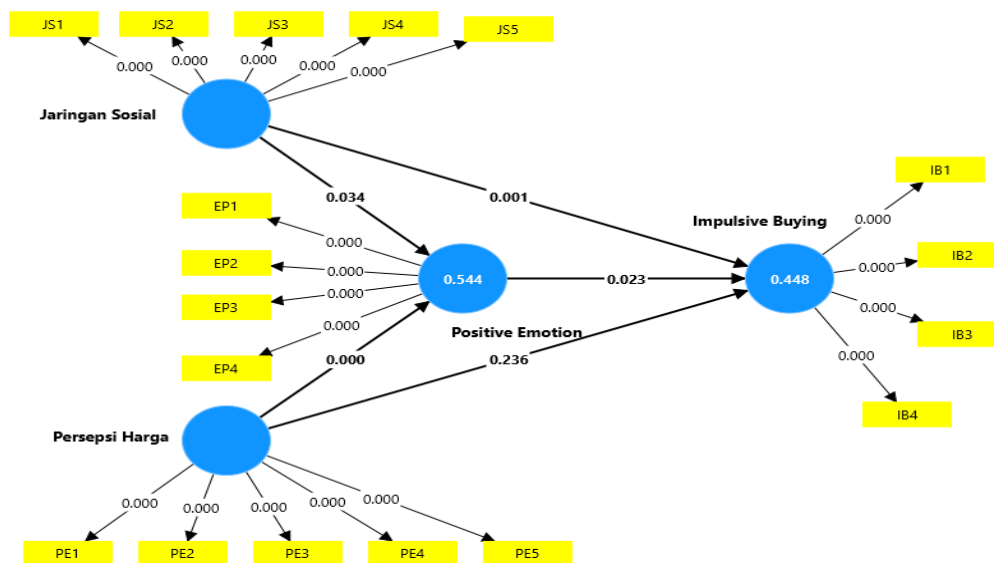 JS1
JS2
JS3
JS4
JS5
0.000
0.000
0.000
0.000
0.000
Jaringan Sosial
0.034
0.001
EP1
EP2
EP3
EP4
0.000
0.000
0.000
0.000
0.544
Positive Emotion
0.023
Impulsive Buying
0.448
IB1
IB2
IB3
IB4
0.000
0.000
0.000
0.000
0.000
0.236
Persepsi Harga
0.000
0.000
0.000
0.000
0.000
PE1
PE2
PE3
PE4
PE5